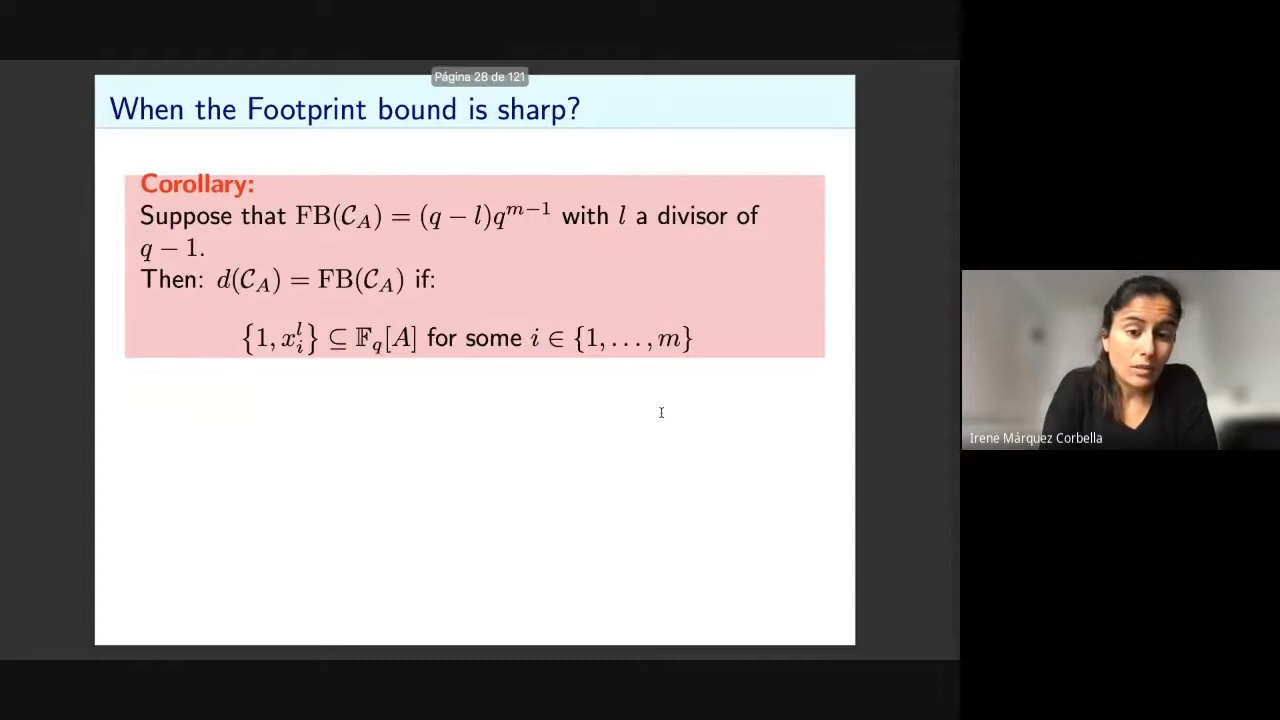 Página 28 de 121
When the Footprint bound is sharp?
Corollary:
Suppose that FB(𝒞_A) = (q − l)q^{m−1} with l a divisor of
q − 1.
Then: d(𝒞_A) = FB(𝒞_A) if:
{1, x_i^l} ⊆ 𝔽_q[A] for some i ∈ {1, . . . , m}
Irene Márquez Corbella